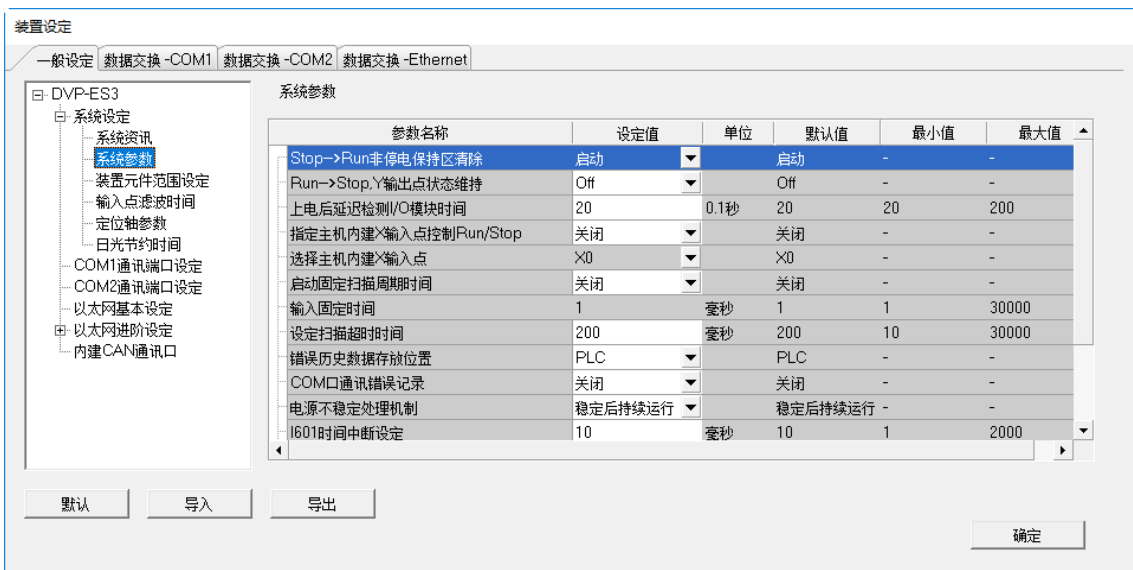 装置设定
一般设定 数据交换 -COM1 数据交换 -COM2 数据交换 -Ethernet
DVP-ES3
系统设定
系统资讯
系统参数
装置元件范围设定
输入点滤波时间
定位轴参数
日光节约时间
COM1通讯端口设定
COM2通讯端口设定
以太网基本设定
以太网进阶设定
内建CAN通讯口
系统参数
参数名称 设定值 单位 默认值 最小值 最大值
Stop->Run非停电保持区清除 启动 启动 - -
Run->Stop,Y输出点状态维持 Off Off - -
上电后延迟检测I/O模块时间 20 0.1秒 20 20 200
指定主机内建X输入点控制Run/Stop 关闭 关闭 - -
选择主机内建X输入点 X0 X0 - -
启动固定扫描周期时间 关闭 关闭 - -
输入固定时间 1 毫秒 1 1 30000
设定扫描超时时间 200 毫秒 200 10 30000
错误历史数据存放位置 PLC PLC - -
COM口通讯错误记录 关闭 关闭 - -
电源不稳定处理机制 稳定后持续运行 稳定后持续运行 - -
I601时间中断设定 10 毫秒 10 1 2000
默认 导入 导出
确定